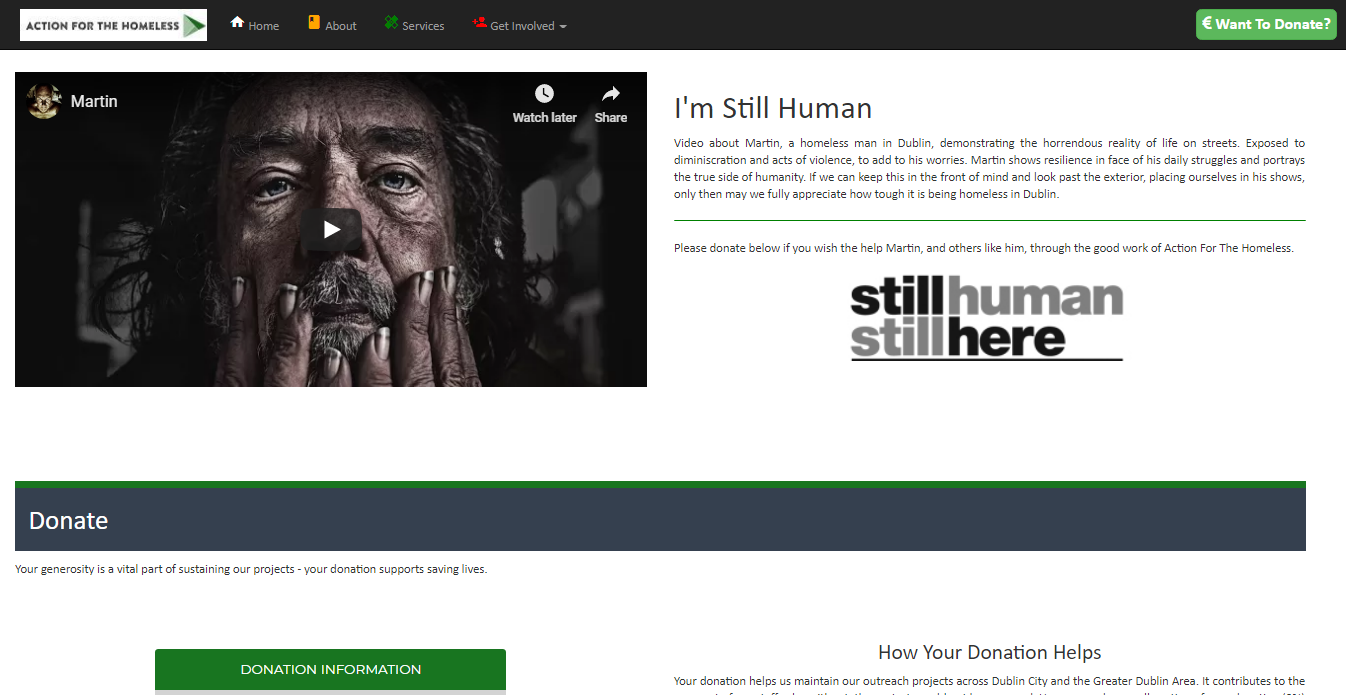 ACTION FOR THE HOMELESS
Home
About
Services
Get Involved
€ Want To Donate?
Martin
Watch later
Share
I'm Still Human
Video about Martin, a homeless man in Dublin, demonstrating the horrendous reality of life on streets. Exposed to
diminiscration and acts of violence, to add to his worries. Martin shows resilience in face of his daily struggles and portrays
the true side of humanity. If we can keep this in the front of mind and look past the exterior, placing ourselves in his shows,
only then may we fully appreciate how tough it is being homeless in Dublin.
Please donate below if you wish the help Martin, and others like him, through the good work of Action For The Homeless.
stillhuman
stillhere
Donate
Your generosity is a vital part of sustaining our projects - your donation supports saving lives.
DONATION INFORMATION
How Your Donation Helps
Your donation helps us maintain our outreach projects across Dublin City and the Greater Dublin Area. It contributes to the